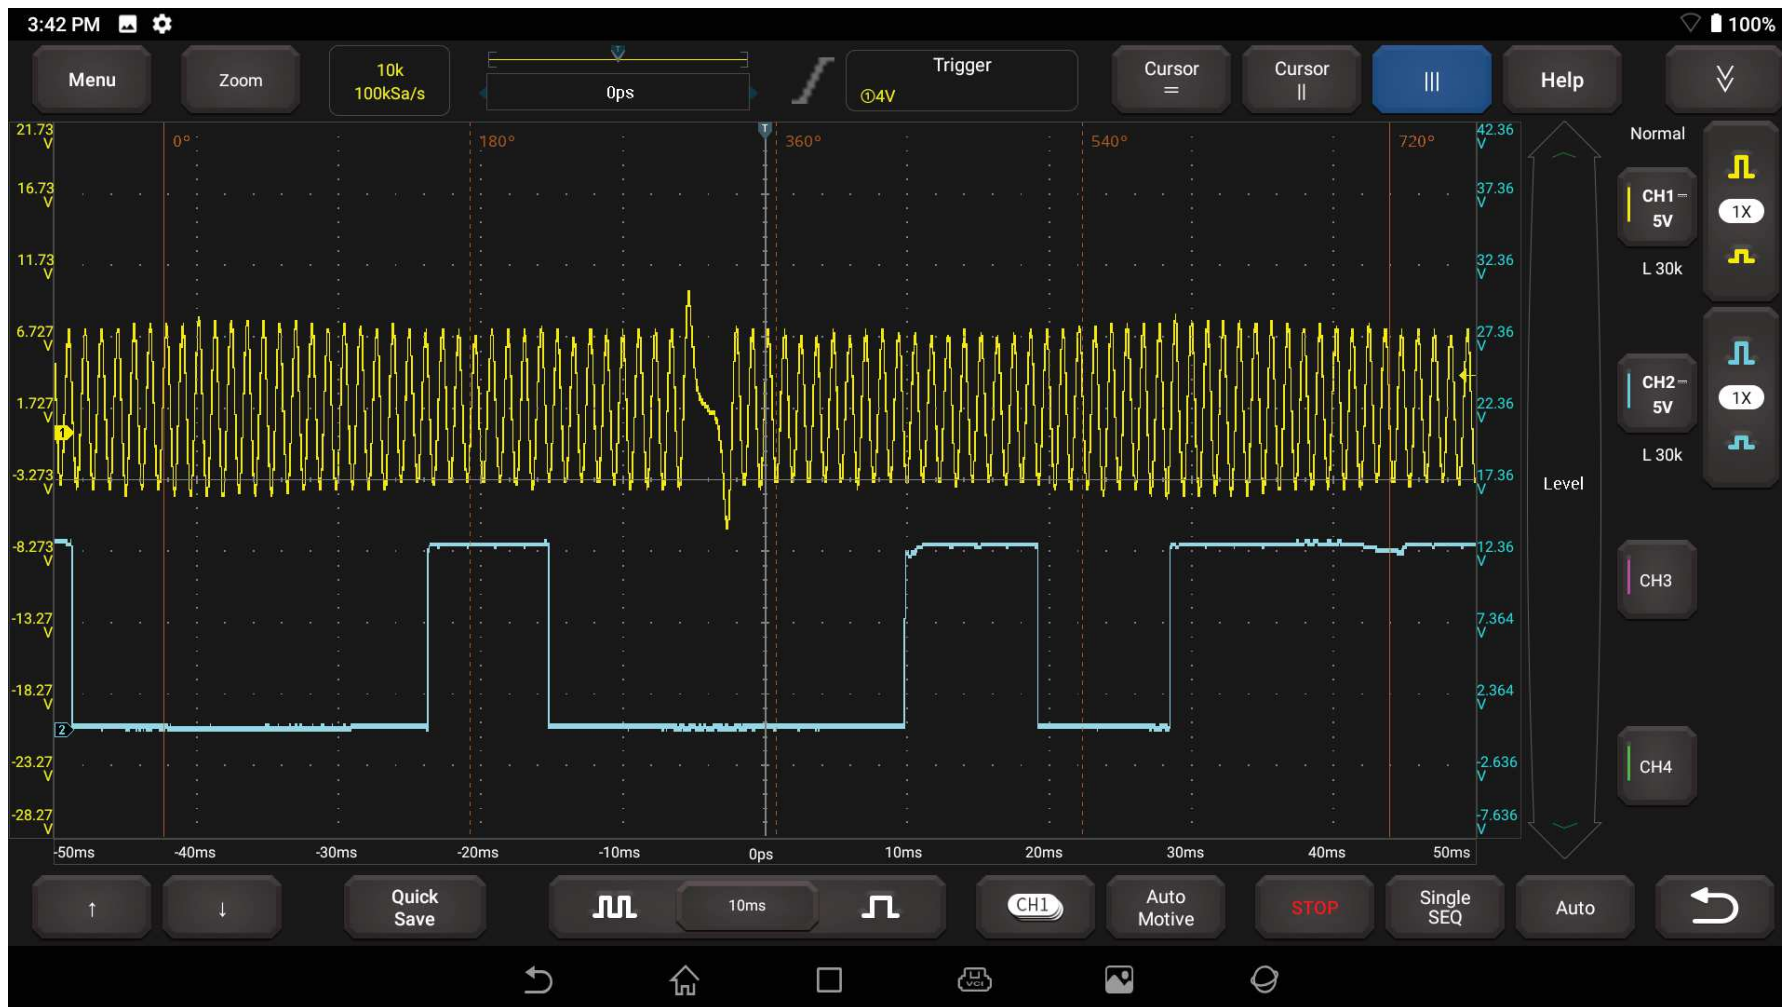 3:42 PM
100%
Menu
Zoom
10k
100kSa/s
0ps
T
Trigger
①4V
Cursor
=
Cursor
||
|||
Help
21.73
V
16.73
V
11.73
V
6.727
V
1.727
V
-3.273
V
-8.273
V
-13.27
V
-18.27
V
-23.27
V
-28.27
V
0°
180°
T
360°
540°
720°
1
2
42.36
V
37.36
V
32.36
V
27.36
V
22.36
V
17.36
V
12.36
V
7.364
V
2.364
V
-2.636
V
-7.636
V
Level
Normal
CH1
5V
1X
L 30k
CH2
5V
1X
L 30k
CH3
CH4
-50ms
-40ms
-30ms
-20ms
-10ms
0ps
10ms
20ms
30ms
40ms
50ms
↑
↓
Quick
Save
10ms
CH1
Auto
Motive
STOP
Single
SEQ
Auto
VCI